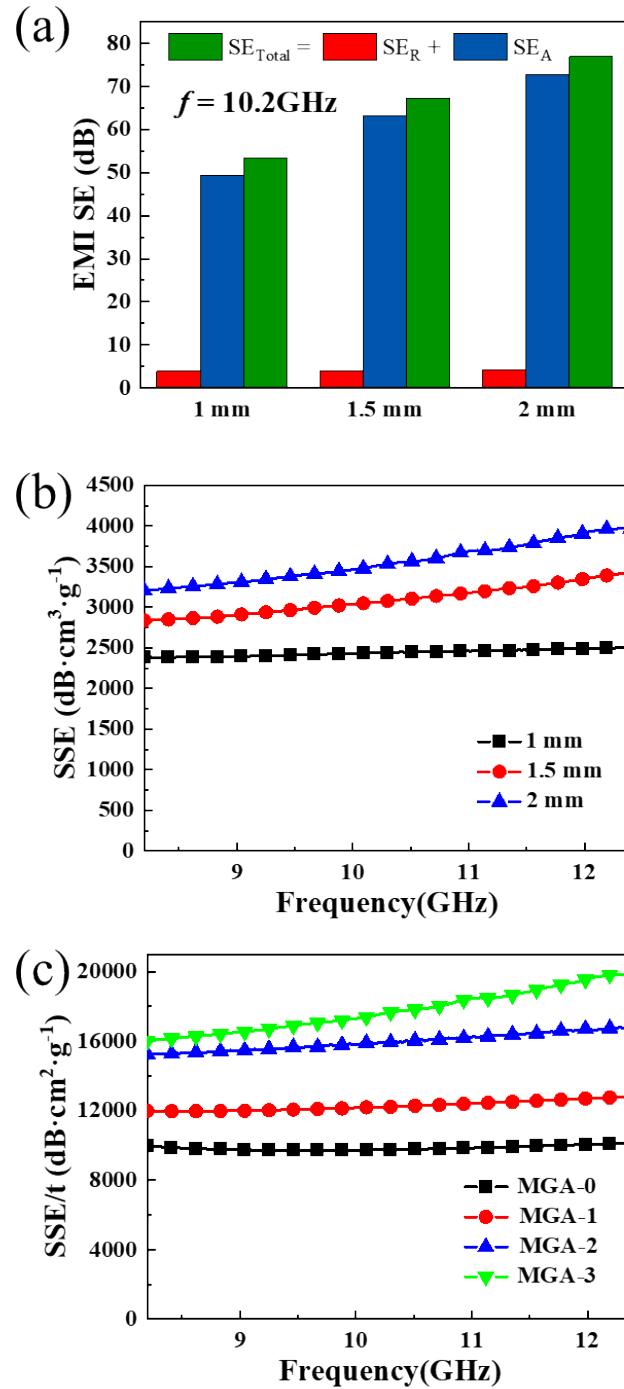 (a)
SE_Total = SE_R + SE_A
f = 10.2GHz
EMI SE (dB)
80
70
60
50
40
30
20
10
0
1 mm 1.5 mm 2 mm
(b)
SSE (dB·cm³·g⁻¹)
4500
4000
3500
3000
2500
2000
1500
1000
500
0
1 mm
1.5 mm
2 mm
9 10 11 12
Frequency(GHz)
(c)
SSE/t (dB·cm²·g⁻¹)
20000
16000
12000
8000
4000
0
MGA-0
MGA-1
MGA-2
MGA-3
9 10 11 12
Frequency(GHz)